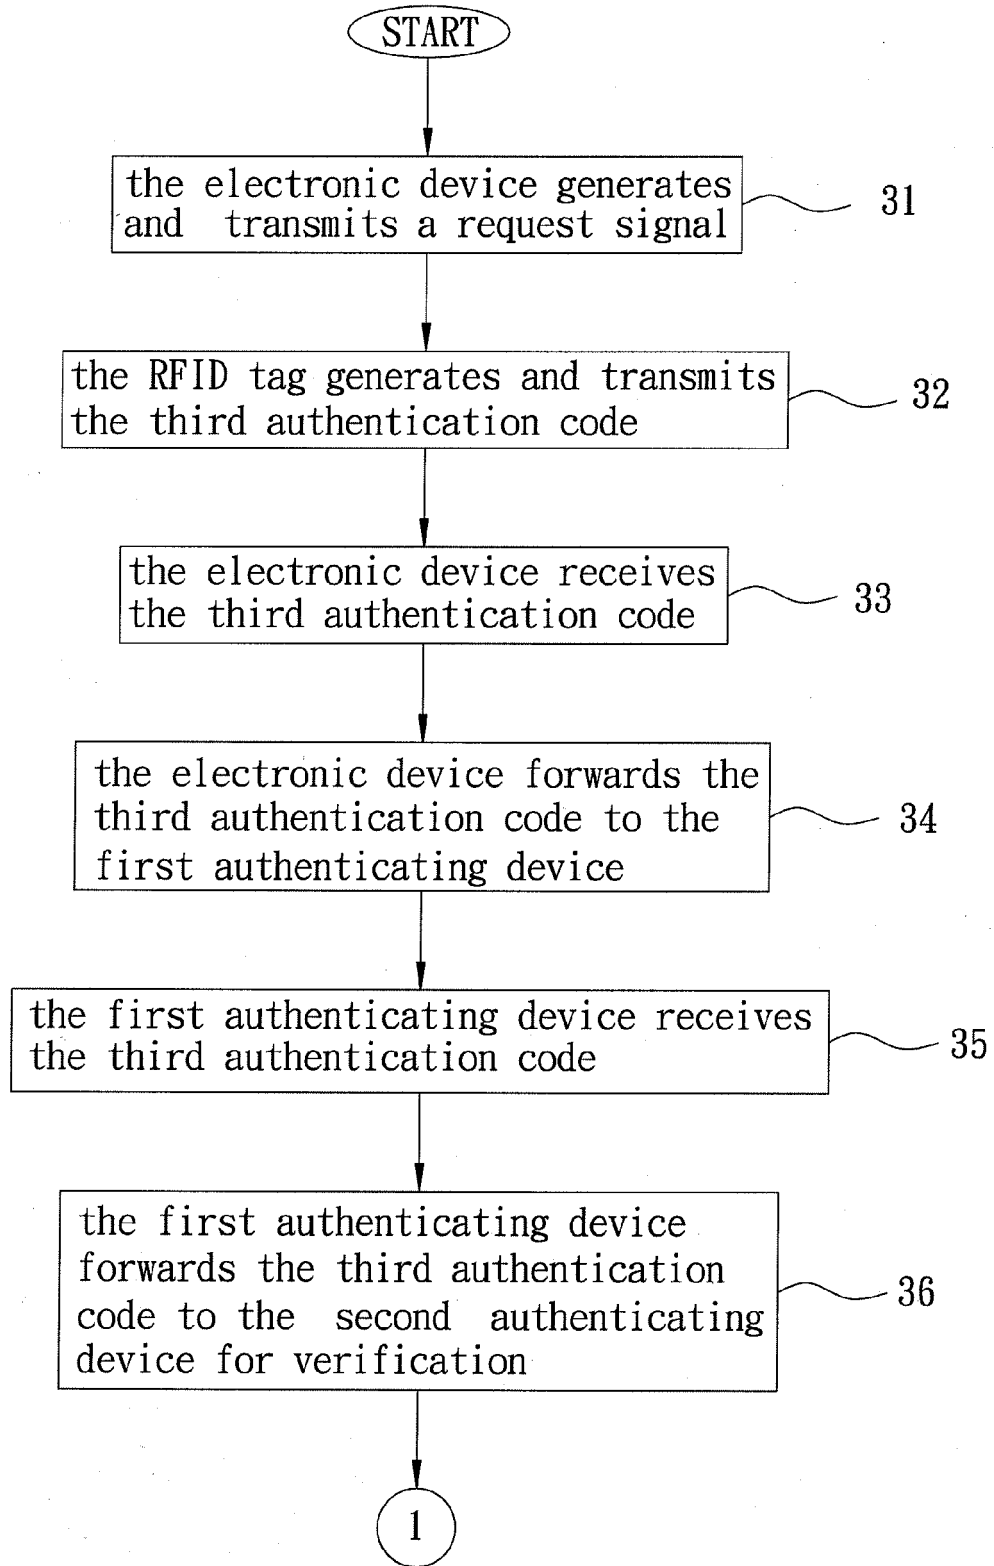 START
the electronic device generates
and transmits a request signal
31
the RFID tag generates and transmits
the third authentication code
32
the electronic device receives
the third authentication code
33
the electronic device forwards the
third authentication code to the
first authenticating device
34
the first authenticating device receives
the third authentication code
35
the first authenticating device
forwards the third authentication
code to the second authenticating
device for verification
36
1